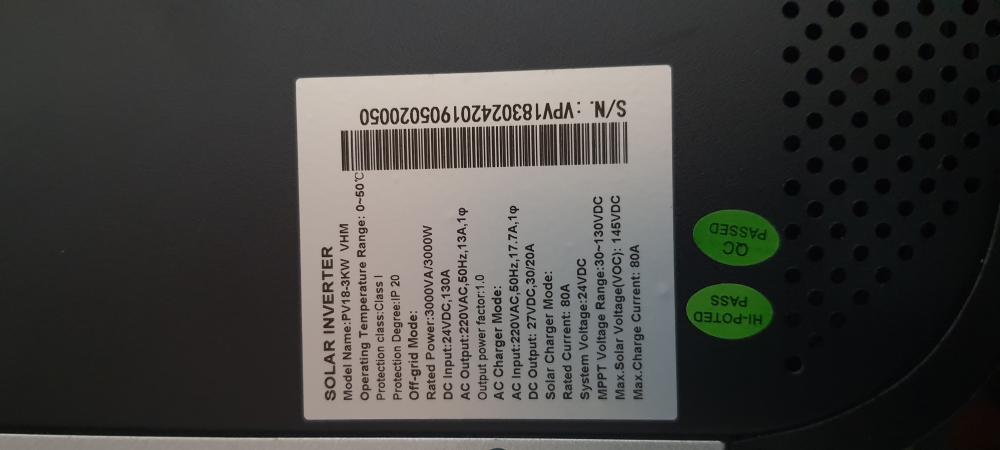 SOLAR INVERTER
Model Name:PV18-3KW VHM
Operating Temperature Range: 0~50℃
Protection class:Class I
Protection Degree:IP 20
Off-grid Mode:
Rated Power:3000VA/3000W
DC Input:24VDC,130A
AC Output:220VAC,50Hz,13A,1φ
Output power factor:1.0
AC Charger Mode:
AC Input:220VAC,50Hz,17.7A,1φ
DC Output: 27VDC,30/20A
Solar Charger Mode:
Rated Current: 80A
System Voltage:24VDC
MPPT Voltage Range:30~130VDC
Max.Solar Voltage(VOC): 145VDC
Max.Charge Current: 80A
S/N. : VPV183024201905020050
QC
PASSED
HI-POTED
PASS